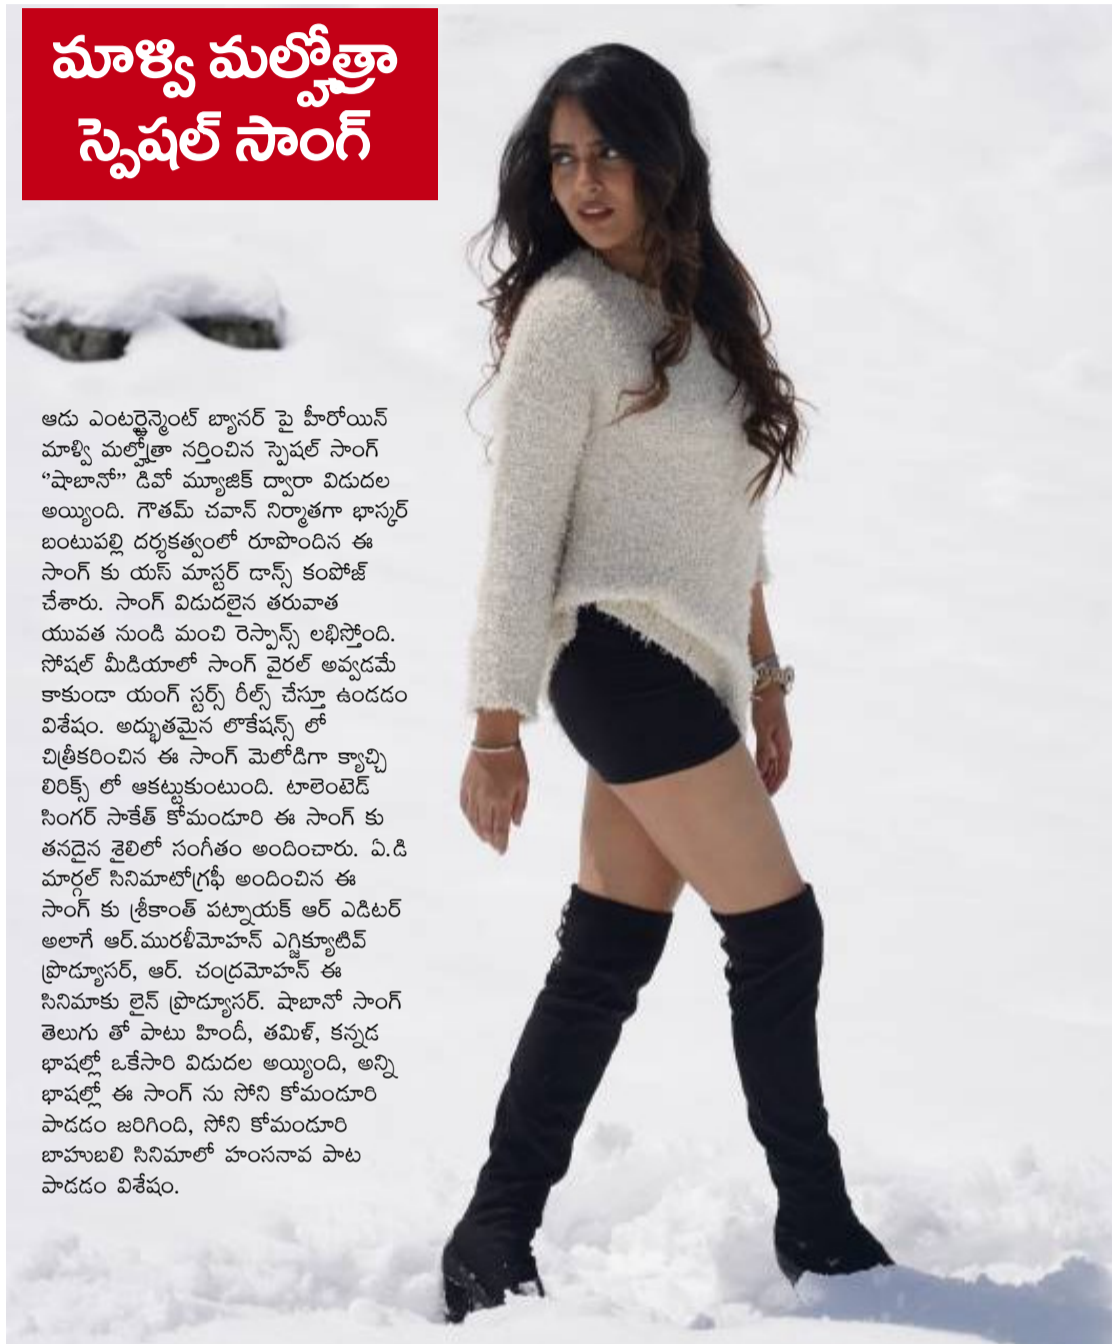 మాళ్వి మల్హోత్రా
స్పెషల్ సాంగ్
ఆడు ఎంటర్టైన్మెంట్ బ్యానర్ పై హీరోయిన్
మాళ్వి మల్హోత్రా నర్తించిన స్పెషల్ సాంగ్
‘‘షాబానో’’ డివో మ్యూజిక్ ద్వారా విడుదల
అయ్యింది. గౌతమ్ చవాన్ నిర్మాతగా భాస్కర్
బంటుపల్లి దర్శకత్వంలో రూపొందిన ఈ
సాంగ్ కు యస్ మాస్టర్ డాన్స్ కంపోజ్
చేశారు. సాంగ్ విడుదలైన తరువాత
యువత నుండి మంచి రెస్పాన్స్ లభిస్తోంది.
సోషల్ మీడియాలో సాంగ్ వైరల్ అవ్వడమే
కాకుండా యంగ్ స్టర్స్ రీల్స్ చేస్తూ ఉండడం
విశేషం. అద్భుతమైన లొకేషన్స్ లో
చిత్రీకరించిన ఈ సాంగ్ మెలోడిగా క్యాచ్చి
లిరిక్స్ లో ఆకట్టుకుంటుంది. టాలెంటెడ్
సింగర్ సాకేత్ కోమండూరి ఈ సాంగ్ కు
తనదైన శైలిలో సంగీతం అందించారు. ఏ.డి
మార్గల్ సినిమాటోగ్రఫీ అందించిన ఈ
సాంగ్ కు శ్రీకాంత్ పట్నాయక్ ఆర్ ఎడిటర్
అలాగే ఆర్.మురళీమోహన్ ఎగ్జిక్యూటివ్
ప్రొడ్యూసర్, ఆర్. చంద్రమోహన్ ఈ
సినిమాకు లైన్ ప్రొడ్యూసర్. షాబానో సాంగ్
తెలుగు తో పాటు హిందీ, తమిళ్, కన్నడ
భాషల్లో ఒకేసారి విడుదల అయ్యింది, అన్ని
భాషల్లో ఈ సాంగ్ ను సోని కోమండూరి
పాడడం జరిగింది, సోని కోమండూరి
బాహుబలి సినిమాలో హంసనావ పాట
పాడడం విశేషం.